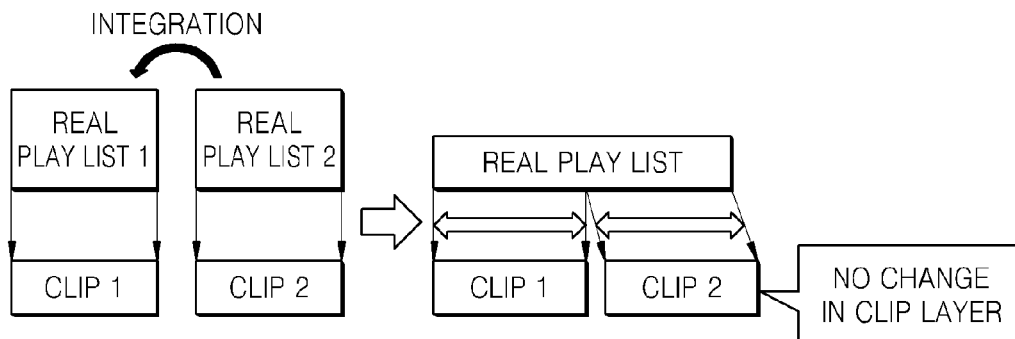 INTEGRATION
REAL
PLAY LIST 1
REAL
PLAY LIST 2
REAL PLAY LIST
CLIP 1
CLIP 2
CLIP 1
CLIP 2
NO CHANGE
IN CLIP LAYER